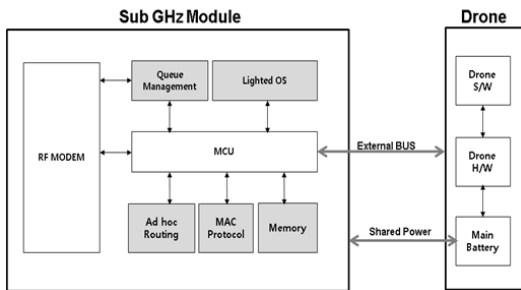 Sub GHz Module
Drone
RF MODEM
Queue
Management
Lighted OS
MCU
Ad hoc
Routing
MAC
Protocol
Memory
External BUS
Shared Power
Drone
S/W
Drone
H/W
Main
Battery